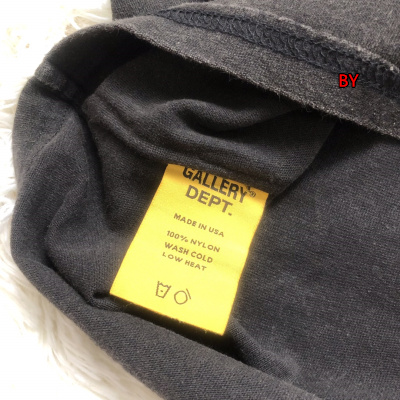 BY
GALLERY®
DEPT.
MADE IN USA
100% NYLON
WASH COLD
LOW HEAT